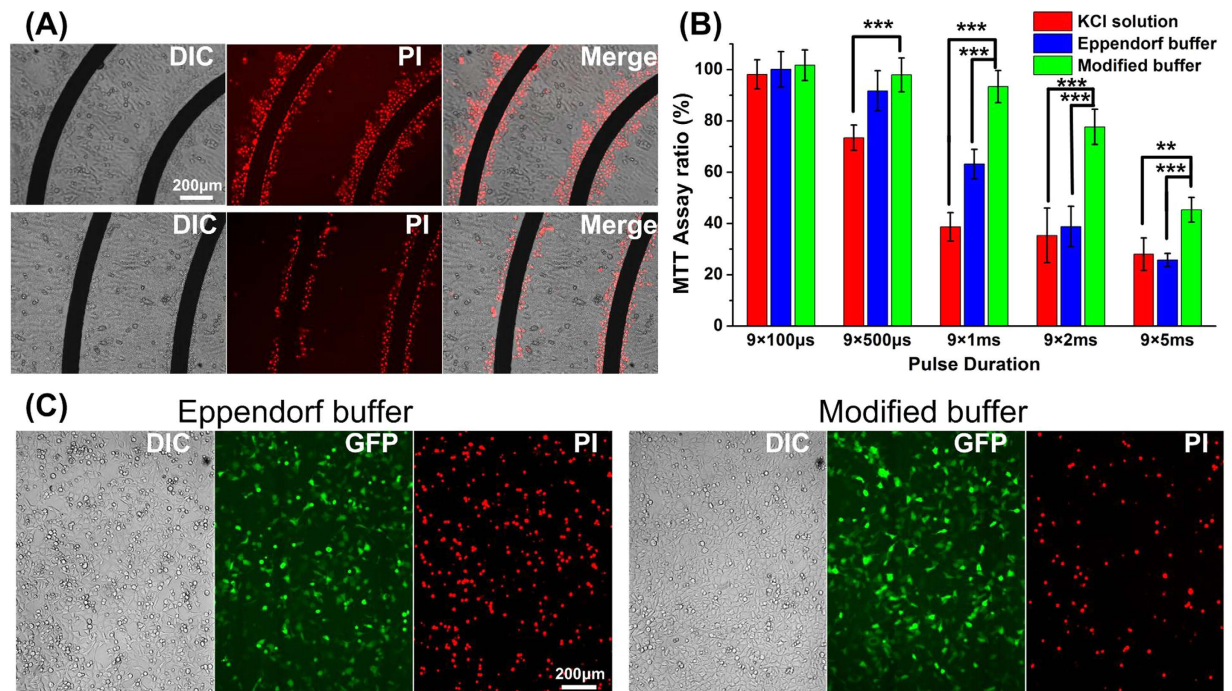 (A)
DIC
PI
Merge
200μm
DIC
PI
Merge
(B)
KCl solution
Eppendorf buffer
Modified buffer
***
***
***
***
***
**
***
MTT Assay ratio (%)
100
80
60
40
20
0
9×100μs
9×500μs
9×1ms
9×2ms
9×5ms
Pulse Duration
(C)
Eppendorf buffer
DIC
GFP
PI
200μm
Modified buffer
DIC
GFP
PI